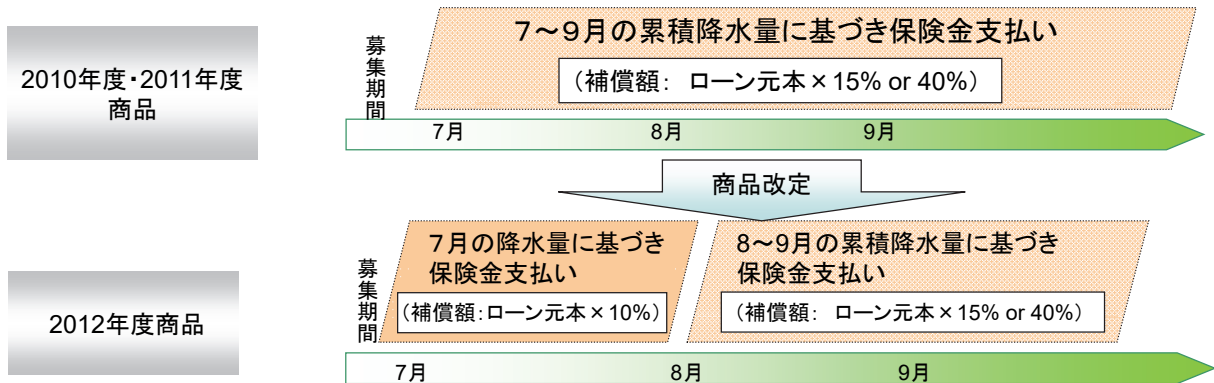 2010年度・2011年度
商品
募集期間
7～9月の累積降水量に基づき保険金支払い
（補償額： ローン元本×15% or 40%）
7月
8月
9月
商品改定
2012年度商品
募集期間
7月の降水量に基づき
保険金支払い
（補償額：ローン元本×10%）
8～9月の累積降水量に基づき
保険金支払い
（補償額： ローン元本×15% or 40%）
7月
8月
9月